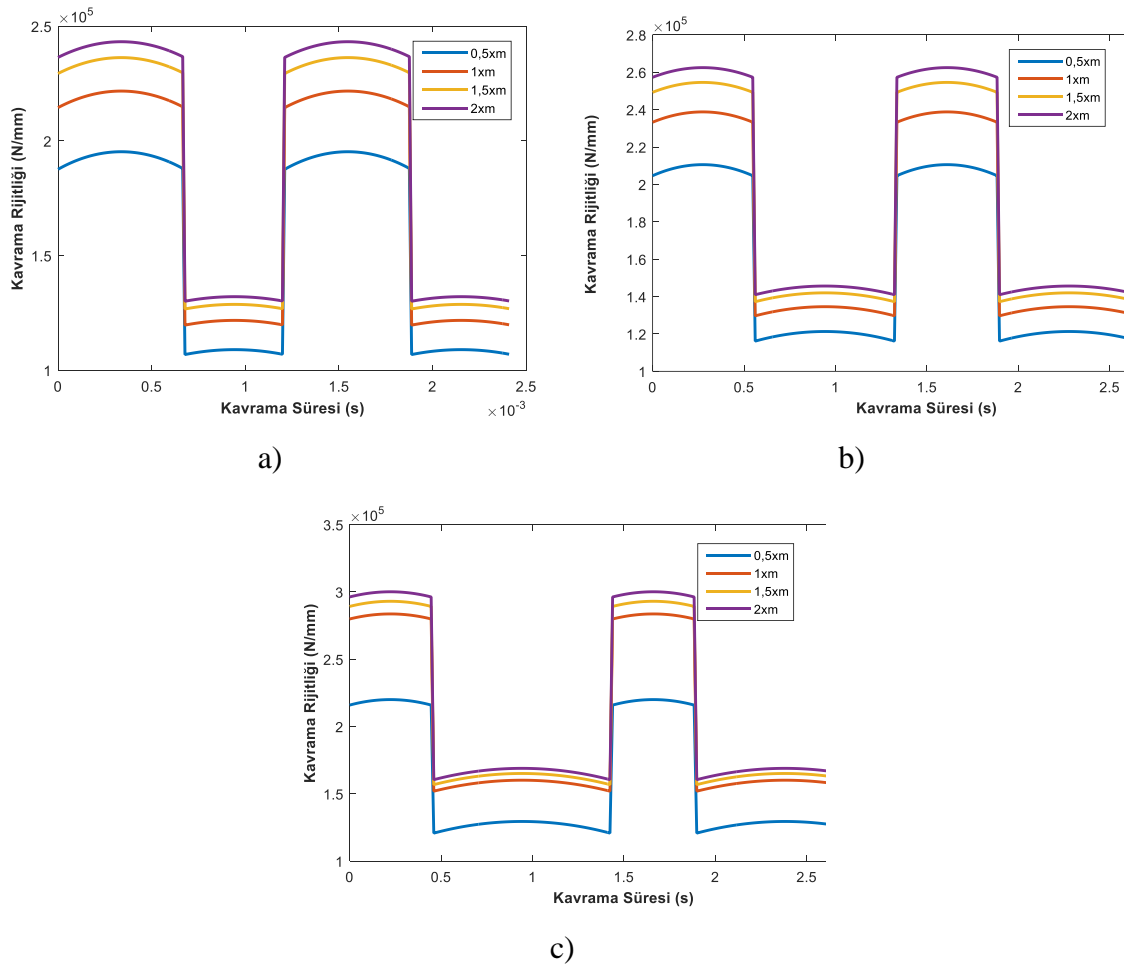 ×10⁵
2.5
2
1.5
1
0
0.5
1
1.5
2
2.5
×10⁻³
Kavrama Rijitliği (N/mm)
Kavrama Süresi (s)
0,5xm
1xm
1,5xm
2xm
a)
×10⁵
2.8
2.6
2.4
2.2
2
1.8
1.6
1.4
1.2
1
0
0.5
1
1.5
2
2.5
Kavrama Rijitliği (N/mm)
Kavrama Süresi (s)
0,5xm
1xm
1,5xm
2xm
b)
×10⁵
3.5
3
2.5
2
1.5
1
0
0.5
1
1.5
2
2.5
Kavrama Rijitliği (N/mm)
Kavrama Süresi (s)
0,5xm
1xm
1,5xm
2xm
c)